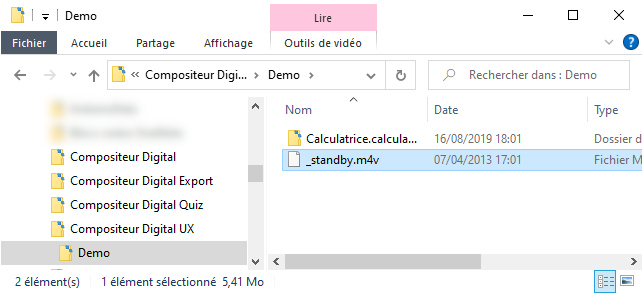 Demo
Lire
Fichier Accueil Partage Affichage Outils de vidéo
« Compositeur Digi... > Demo > Rechercher dans : Demo
Nom Date Type
Calculatrice.calcula... 16/08/2019 18:01 Dossier d
_standby.m4v 07/04/2013 17:01 Fichier M
Compositeur Digital
Compositeur Digital Export
Compositeur Digital Quiz
Compositeur Digital UX
Demo
2 élément(s) 1 élément sélectionné 5,41 Mo